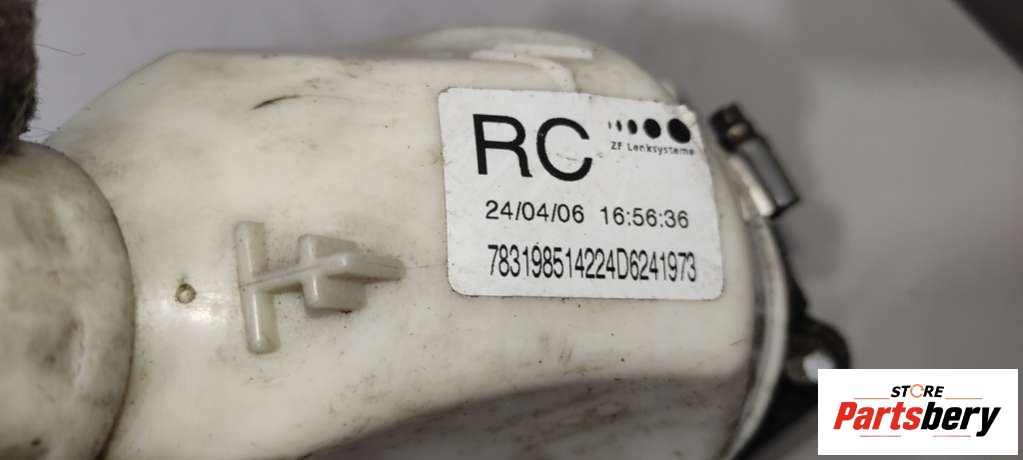 RC
ZF Lenksysteme
24/04/06 16:56:36
783198514224D6241973
STORE
Partsbery